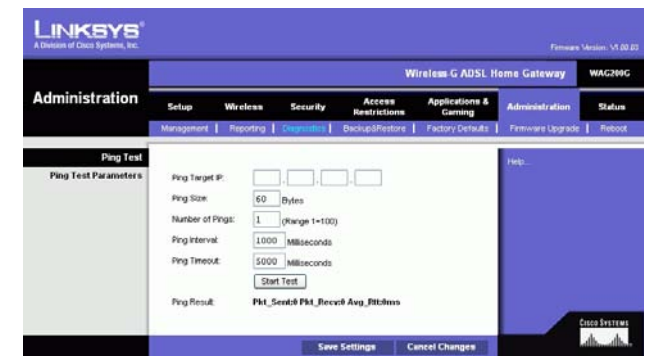 LINKSYS®
A Division of Cisco Systems, Inc.
Firmware Version: V1.00.03
Wireless-G ADSL Home Gateway WAG200G
Administration
Setup Wireless Security Access Restrictions Applications & Gaming Administration Status
Management | Reporting | Diagnostics | Backup&Restore | Factory Defaults | Firmware Upgrade | Reboot
Ping Test
Help...
Ping Test Parameters
Ping Target IP: . . .
Ping Size: 60 Bytes
Number of Pings: 1 (Range 1~100)
Ping Interval: 1000 Milliseconds
Ping Timeout: 5000 Milliseconds
Start Test
Ping Result: Pkt_Sent:0 Pkt_Recv:0 Avg_Rtt:0ms
Save Settings Cancel Changes
CISCO SYSTEMS